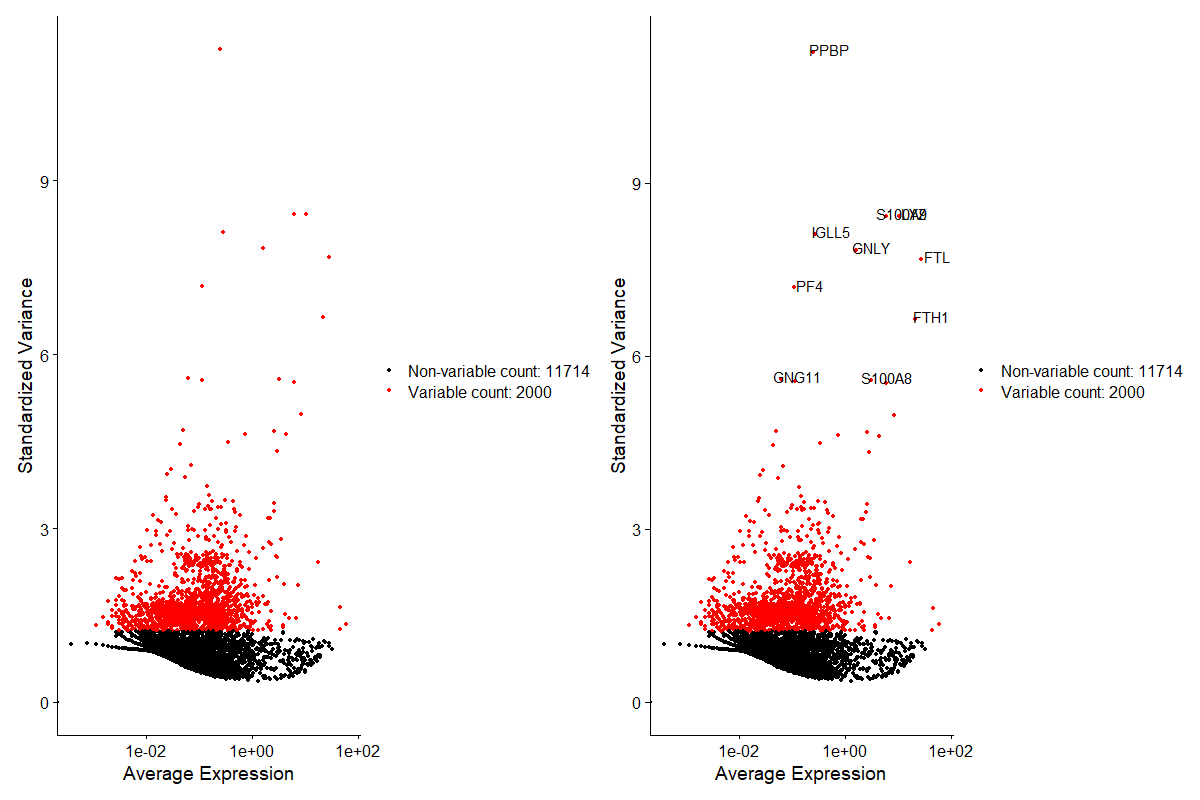 9
6
3
0
Standardized Variance
1e-02 1e+00 1e+02
Average Expression
Non-variable count: 11714
Variable count: 2000
PPBP
S100A9
IGLL5
GNLY
FTL
PF4
FTH1
GNG11
S100A8
9
6
3
0
Standardized Variance
1e-02 1e+00 1e+02
Average Expression
Non-variable count: 11714
Variable count: 2000